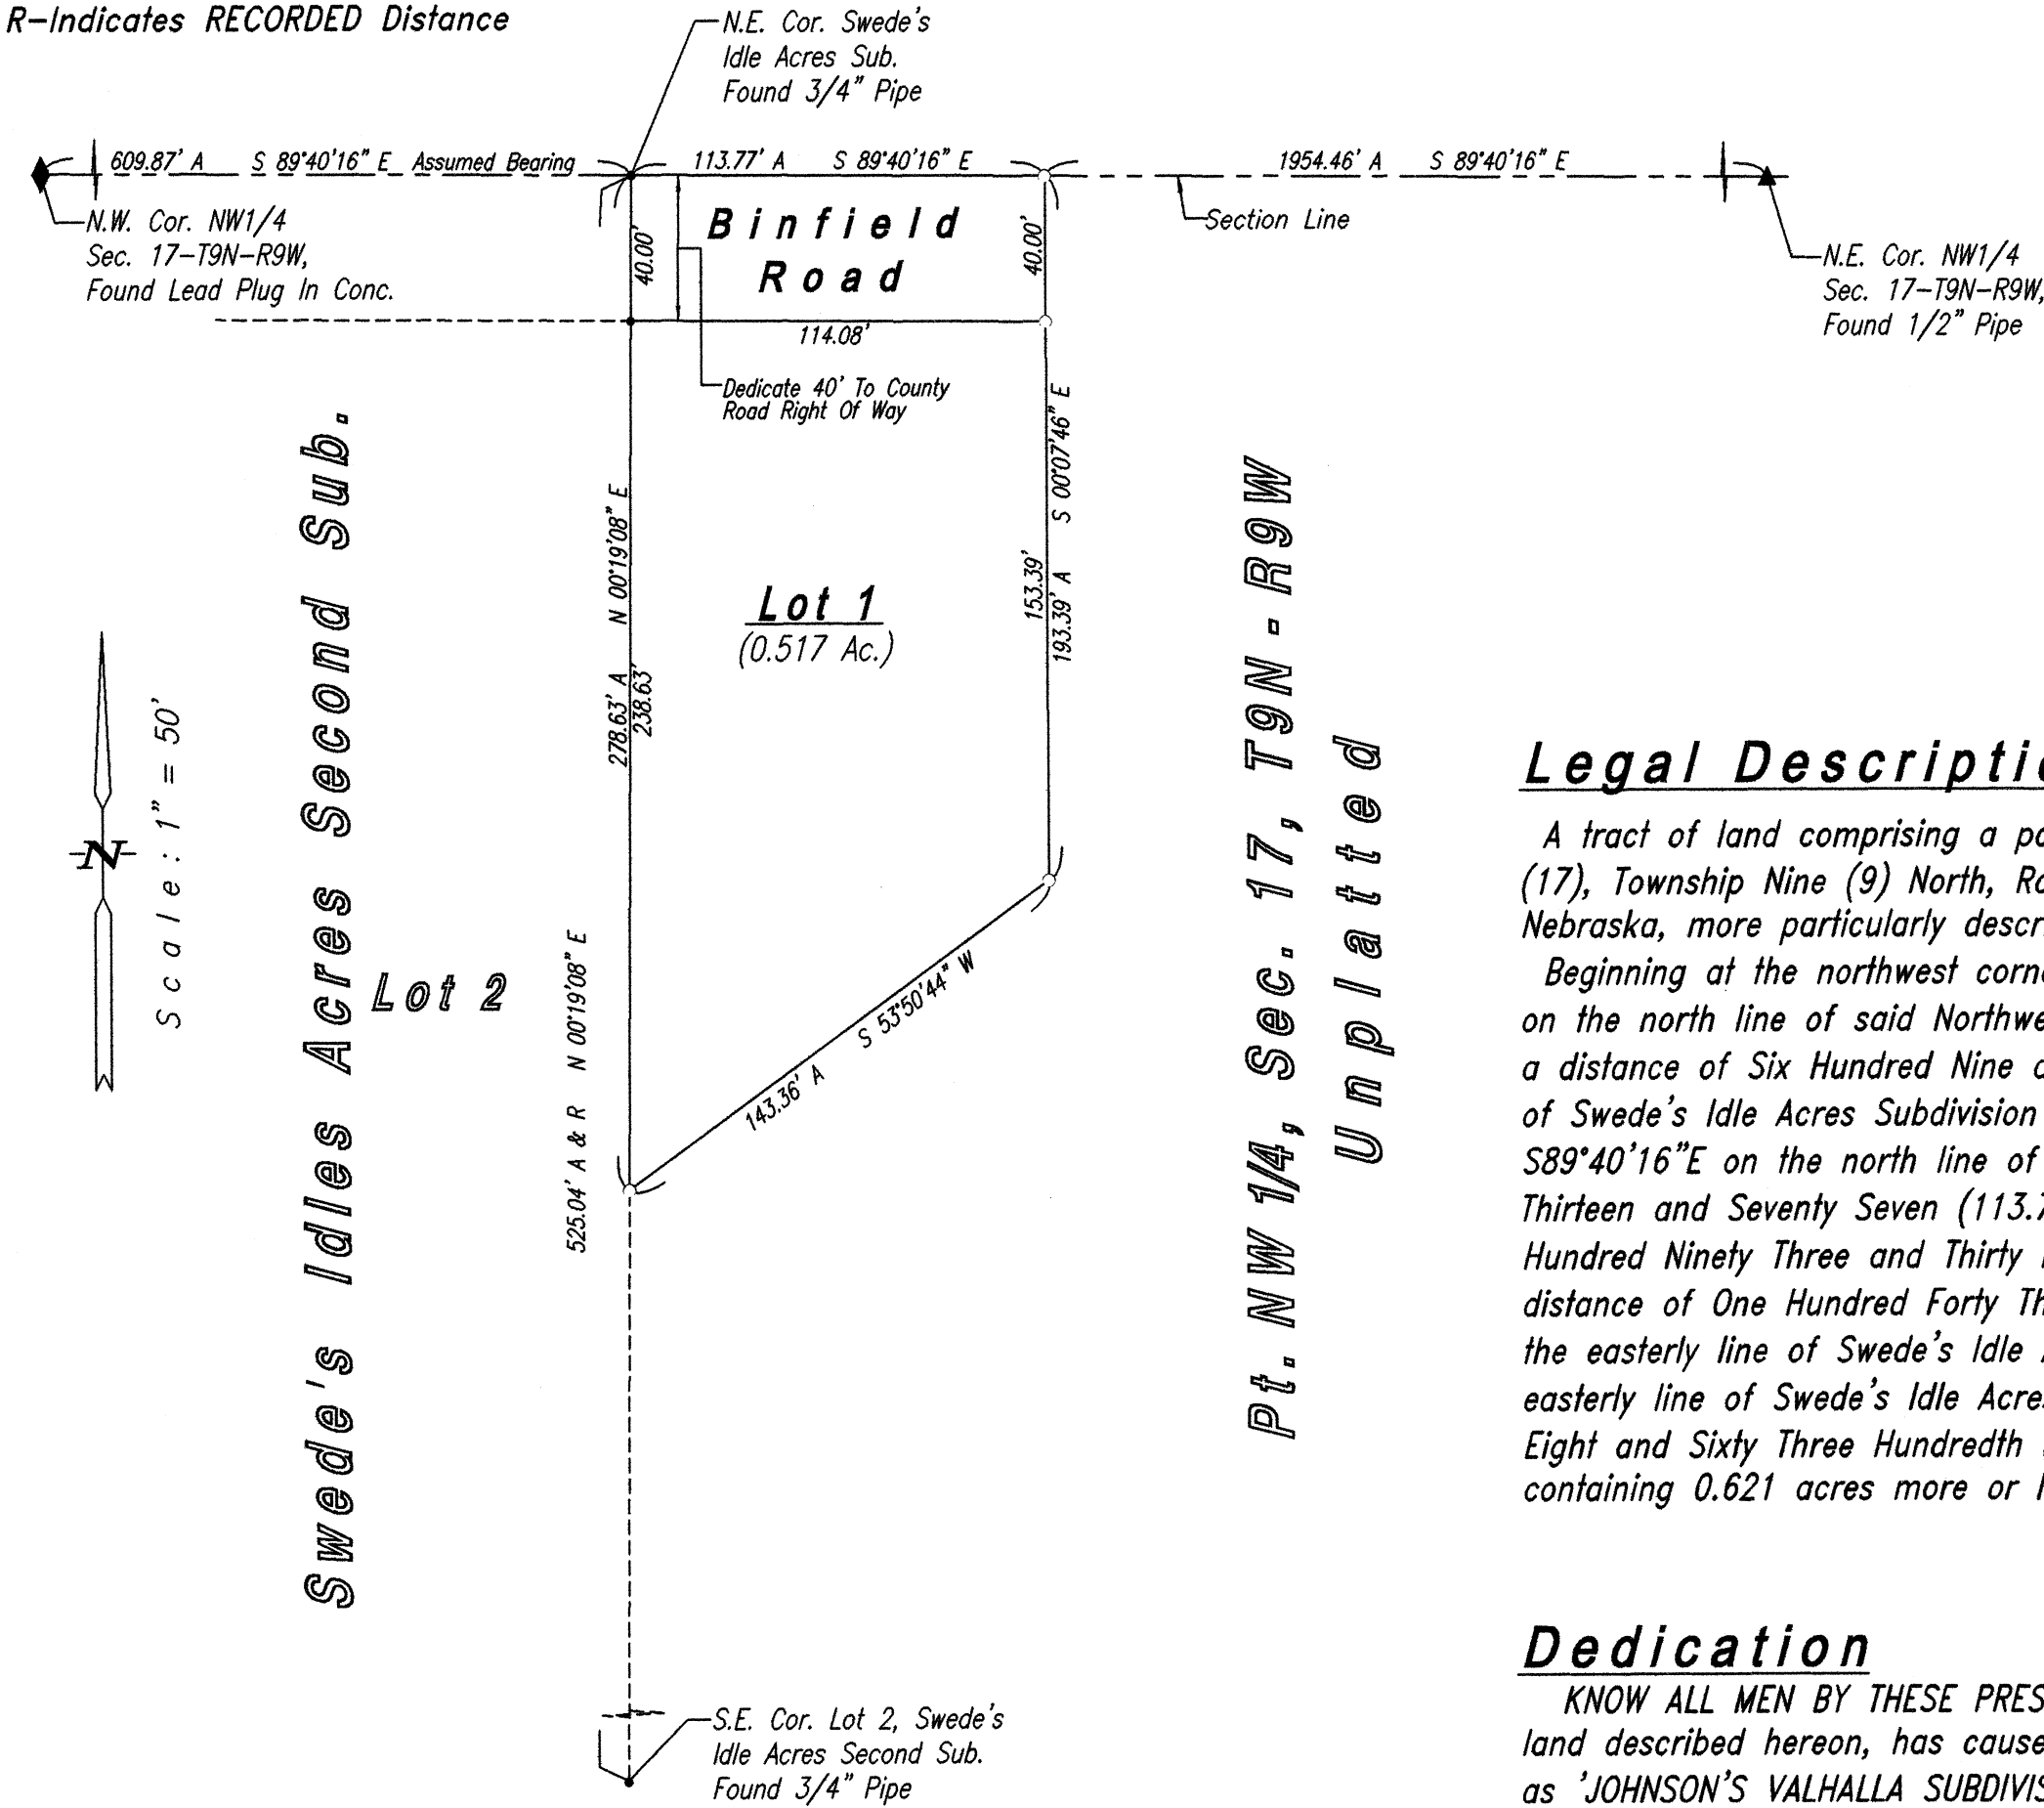 R-Indicates RECORDED Distance
N.E. Cor. Swede's
Idle Acres Sub.
Found 3/4" Pipe
609.87' A S 89°40'16" E Assumed Bearing
113.77' A S 89°40'16" E
1954.46' A S 89°40'16" E
N.W. Cor. NW1/4
Sec. 17-T9N-R9W,
Found Lead Plug In Conc.
40.00'
Binfield
Road
40.00'
Section Line
N.E. Cor. NW1/4
Sec. 17-T9N-R9W,
Found 1/2" Pipe
114.08'
Dedicate 40' To County
Road Right Of Way
Swede's Idles Acres Second Sub.
Lot 2
Scale: 1" = 50'
N
278.63' A N 00°19'08" E
238.63'
525.04' A & R N 00°19'08" E
Lot 1
(0.517 Ac.)
153.39'
193.39' A S 00°07'46" E
143.36' A S 53°50'44" W
Pt. NW 1/4, Sec. 17, T9N - R9W
Unplatted
S.E. Cor. Lot 2, Swede's
Idle Acres Second Sub.
Found 3/4" Pipe
Legal Descripti
A tract of land comprising a
(17), Township Nine (9) North,
Nebraska, more particularly descr
Beginning at the northwest corn
on the north line of said Northwe
a distance of Six Hundred Nine
of Swede's Idle Acres Subdivision
S89°40'16"E on the north line of
Thirteen and Seventy Seven (113.7
Hundred Ninety Three and Thirty
distance of One Hundred Forty Th
the easterly line of Swede's Idle
easterly line of Swede's Idle Acre
Eight and Sixty Three Hundredth
containing 0.621 acres more or
Dedication
KNOW ALL MEN BY THESE PRES
land described hereon, has cause
as 'JOHNSON'S VALHALLA SUBDIVIS